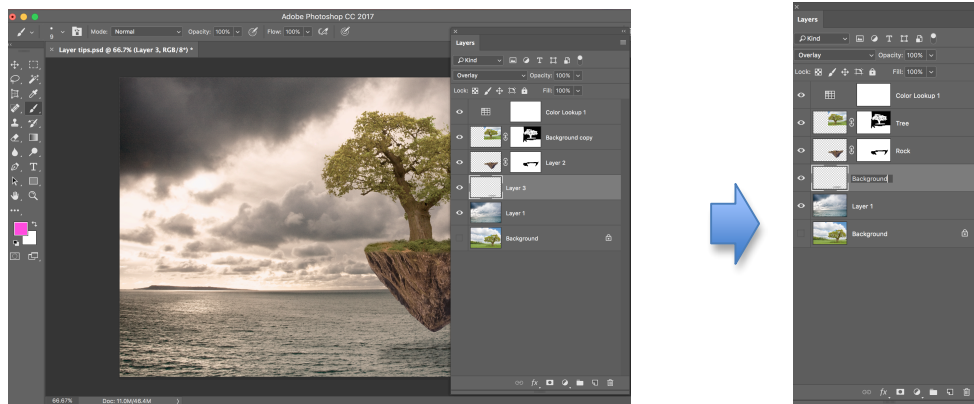 Adobe Photoshop CC 2017
Mode: Normal Opacity: 100% Flow: 100%
× Layer tips.psd @ 66.7% (Layer 3, RGB/8*) *
Layers
Kind
Overlay Opacity: 100%
Lock: Fill: 100%
Color Lookup 1
Background copy
Layer 2
Layer 3
Layer 1
Background
fx
66.67% Doc: 11.0M/46.4M
Layers
Kind
Overlay Opacity: 100%
Lock: Fill: 100%
Color Lookup 1
Tree
Rock
Background
Layer 1
Background
fx